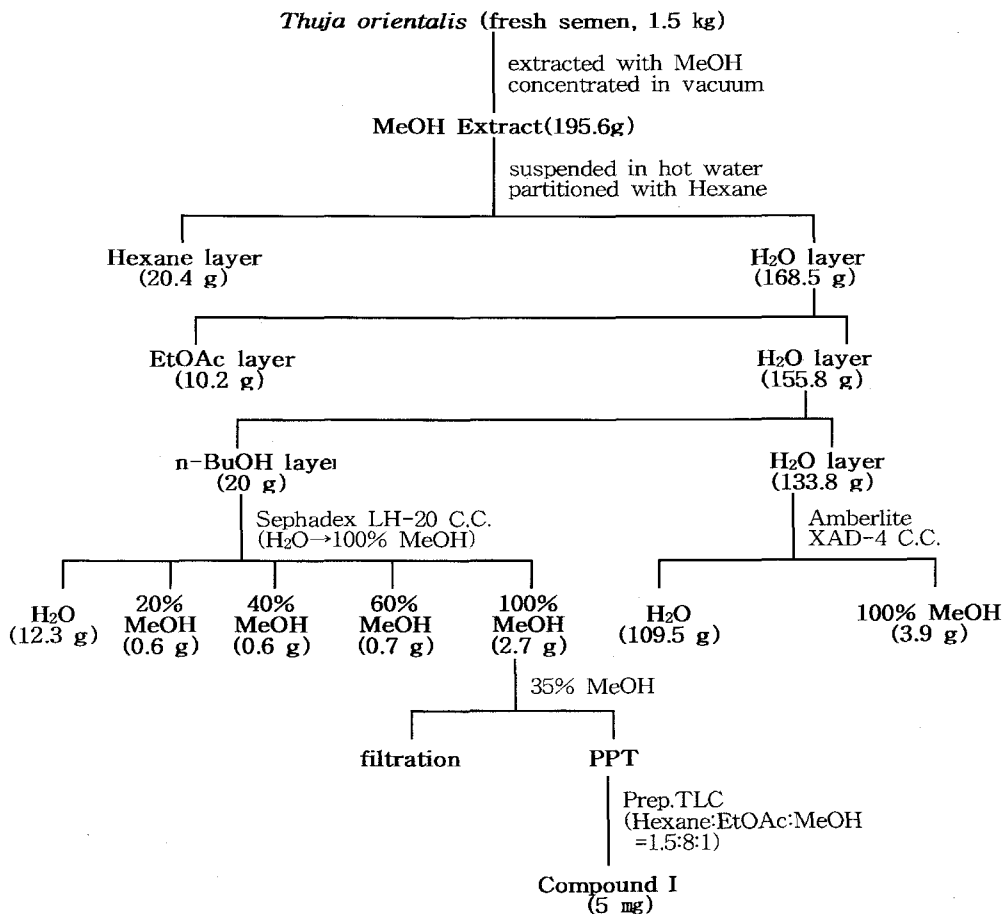 Thuja orientalis (fresh semen, 1.5 kg)
extracted with MeOH
concentrated in vacuum
MeOH Extract(195.6g)
suspended in hot water
partitioned with Hexane
Hexane layer
(20.4 g)
H₂O layer
(168.5 g)
EtOAc layer
(10.2 g)
H₂O layer
(155.8 g)
n-BuOH layer
(20 g)
H₂O layer
(133.8 g)
Sephadex LH-20 C.C.
(H₂O→100% MeOH)
Amberlite
XAD-4 C.C.
H₂O
(12.3 g)
20%
MeOH
(0.6 g)
40%
MeOH
(0.6 g)
60%
MeOH
(0.7 g)
100%
MeOH
(2.7 g)
H₂O
(109.5 g)
100% MeOH
(3.9 g)
35% MeOH
filtration
PPT
Prep.TLC
(Hexane:EtOAc:MeOH
=1.5:8:1)
Compound I
(5 mg)